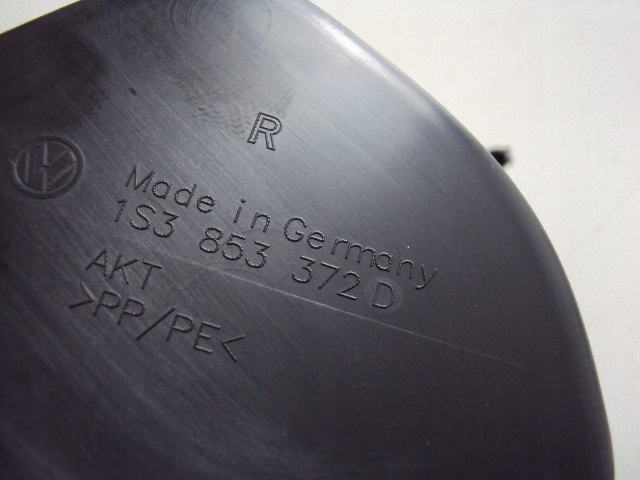 R
Made in Germany
1S3 853 372 D
AKT
>PP/PE<